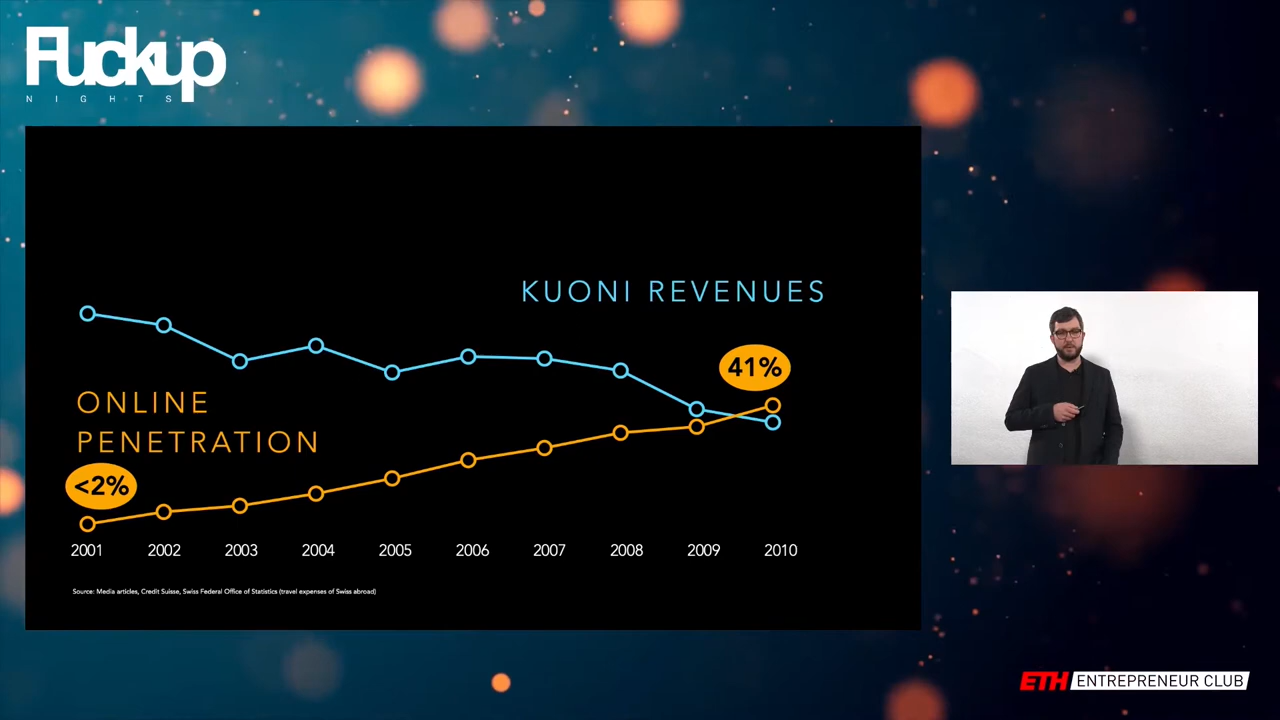 Fuckup
NIGHTS
KUONI REVENUES
41%
ONLINE
PENETRATION
<2%
2001 2002 2003 2004 2005 2006 2007 2008 2009 2010
Source: Media articles, Credit Suisse, Swiss Federal Office of Statistics (travel expenses of Swiss abroad)
ETH ENTREPRENEUR CLUB